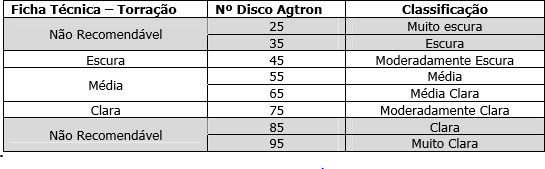 Ficha Técnica – Torração Nº Disco Agtron Classificação
Não Recomendável 25 Muito escura
35 Escura
Escura 45 Moderadamente Escura
Média 55 Média
65 Média Clara
Clara 75 Moderadamente Clara
Não Recomendável 85 Clara
95 Muito Clara